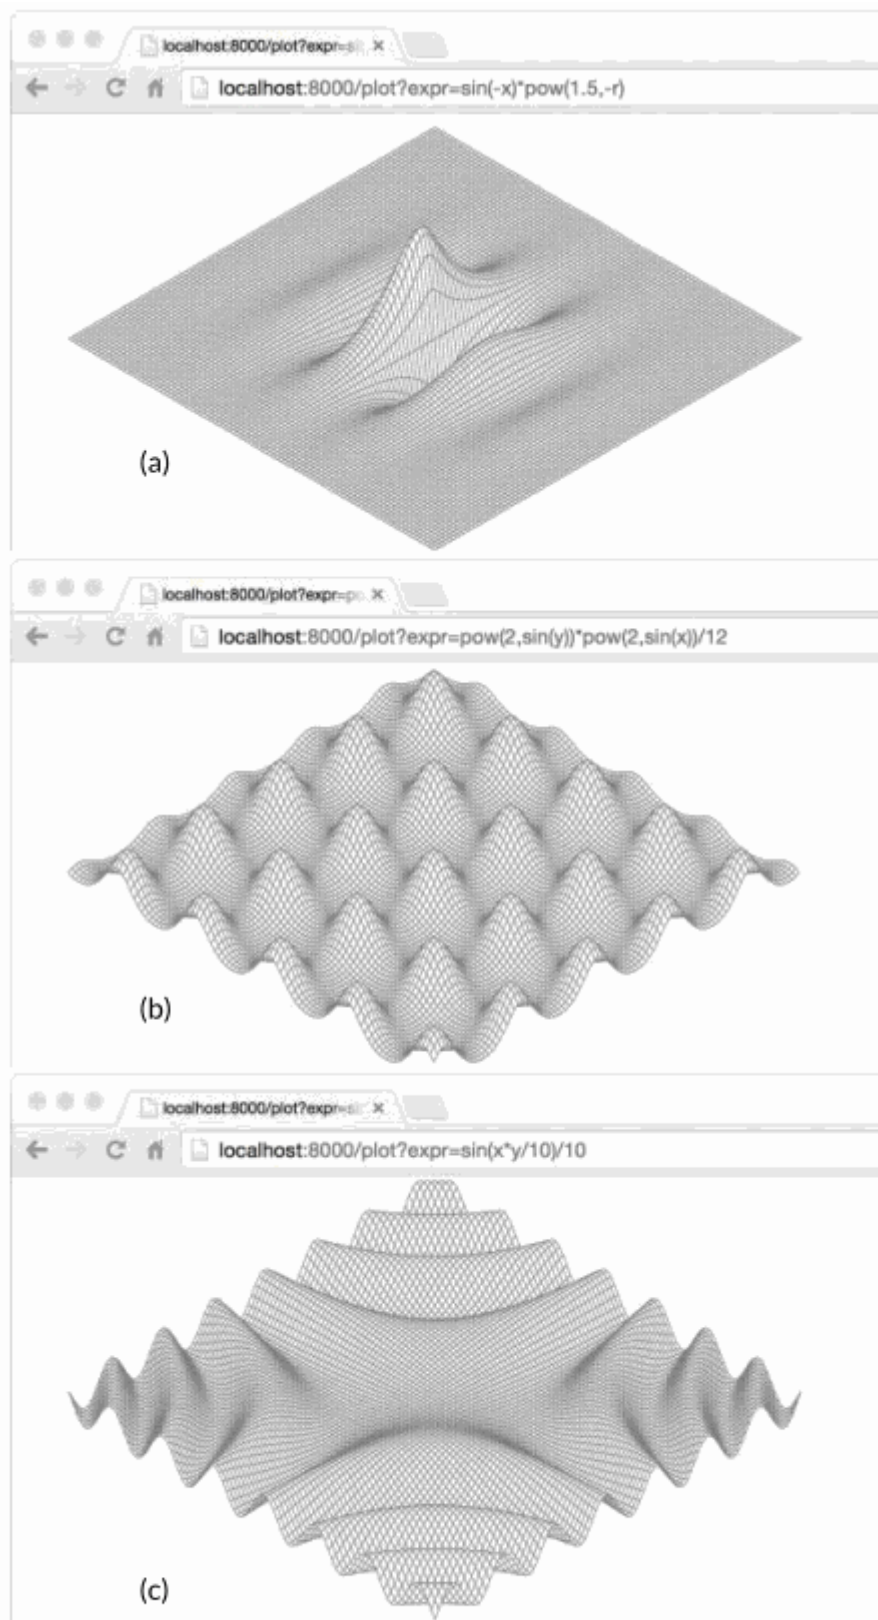 localhost:8000/plot?expr=si
localhost:8000/plot?expr=sin(-x)*pow(1.5,-r)
(a)
localhost:8000/plot?expr=po
localhost:8000/plot?expr=pow(2,sin(y))*pow(2,sin(x))/12
(b)
localhost:8000/plot?expr=si
localhost:8000/plot?expr=sin(x*y/10)/10
(c)